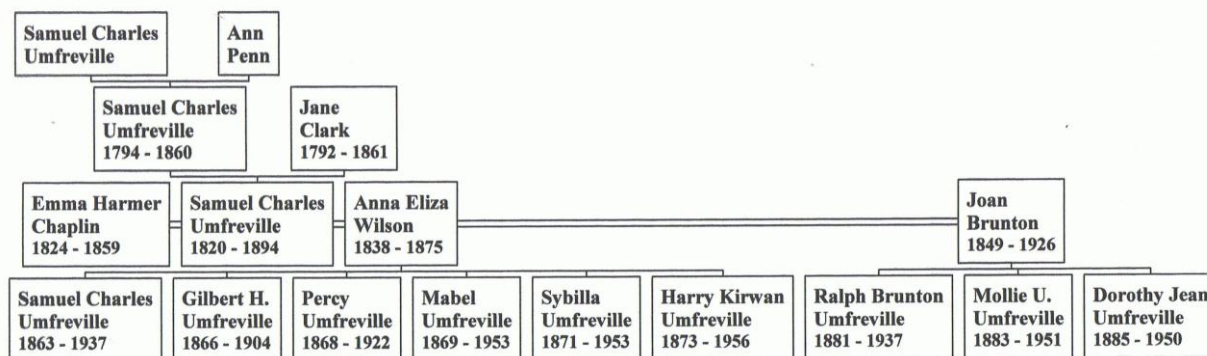 Samuel Charles
Umfreville
Ann
Penn
Samuel Charles
Umfreville
1794 - 1860
Jane
Clark
1792 - 1861
Emma Harmer
Chaplin
1824 - 1859
Samuel Charles
Umfreville
1820 - 1894
Anna Eliza
Wilson
1838 - 1875
Joan
Brunton
1849 - 1926
Samuel Charles
Umfreville
1863 - 1937
Gilbert H.
Umfreville
1866 - 1904
Percy
Umfreville
1868 - 1922
Mabel
Umfreville
1869 - 1953
Sybilla
Umfreville
1871 - 1953
Harry Kirwan
Umfreville
1873 - 1956
Ralph Brunton
Umfreville
1881 - 1937
Mollie U.
Umfreville
1883 - 1951
Dorothy Jean
Umfreville
1885 - 1950